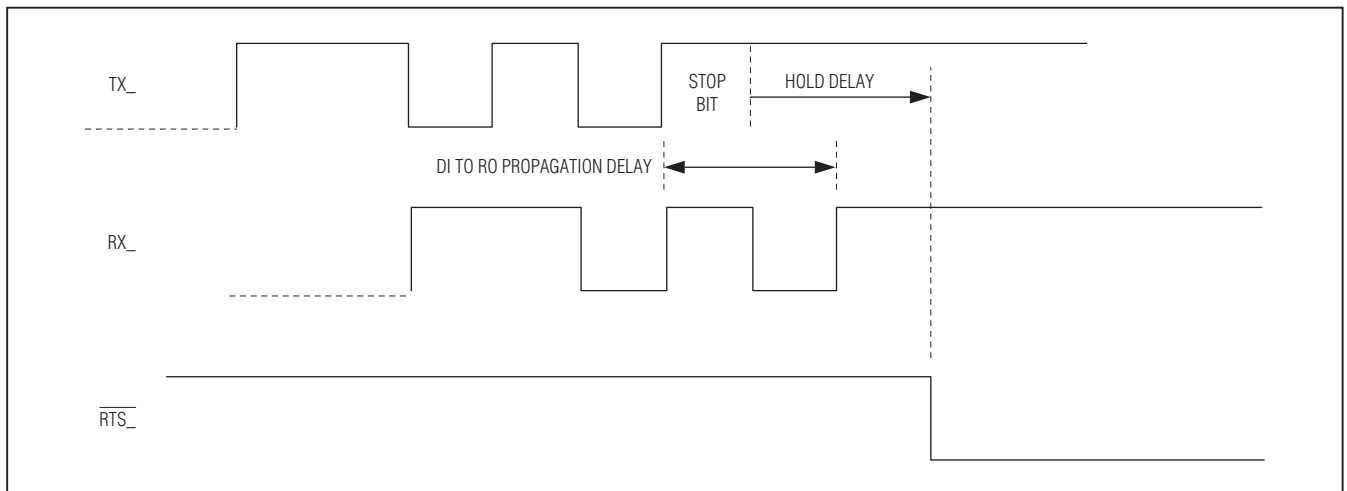 TX_
STOP
BIT
HOLD DELAY
DI TO RO PROPAGATION DELAY
RX_
RTS_